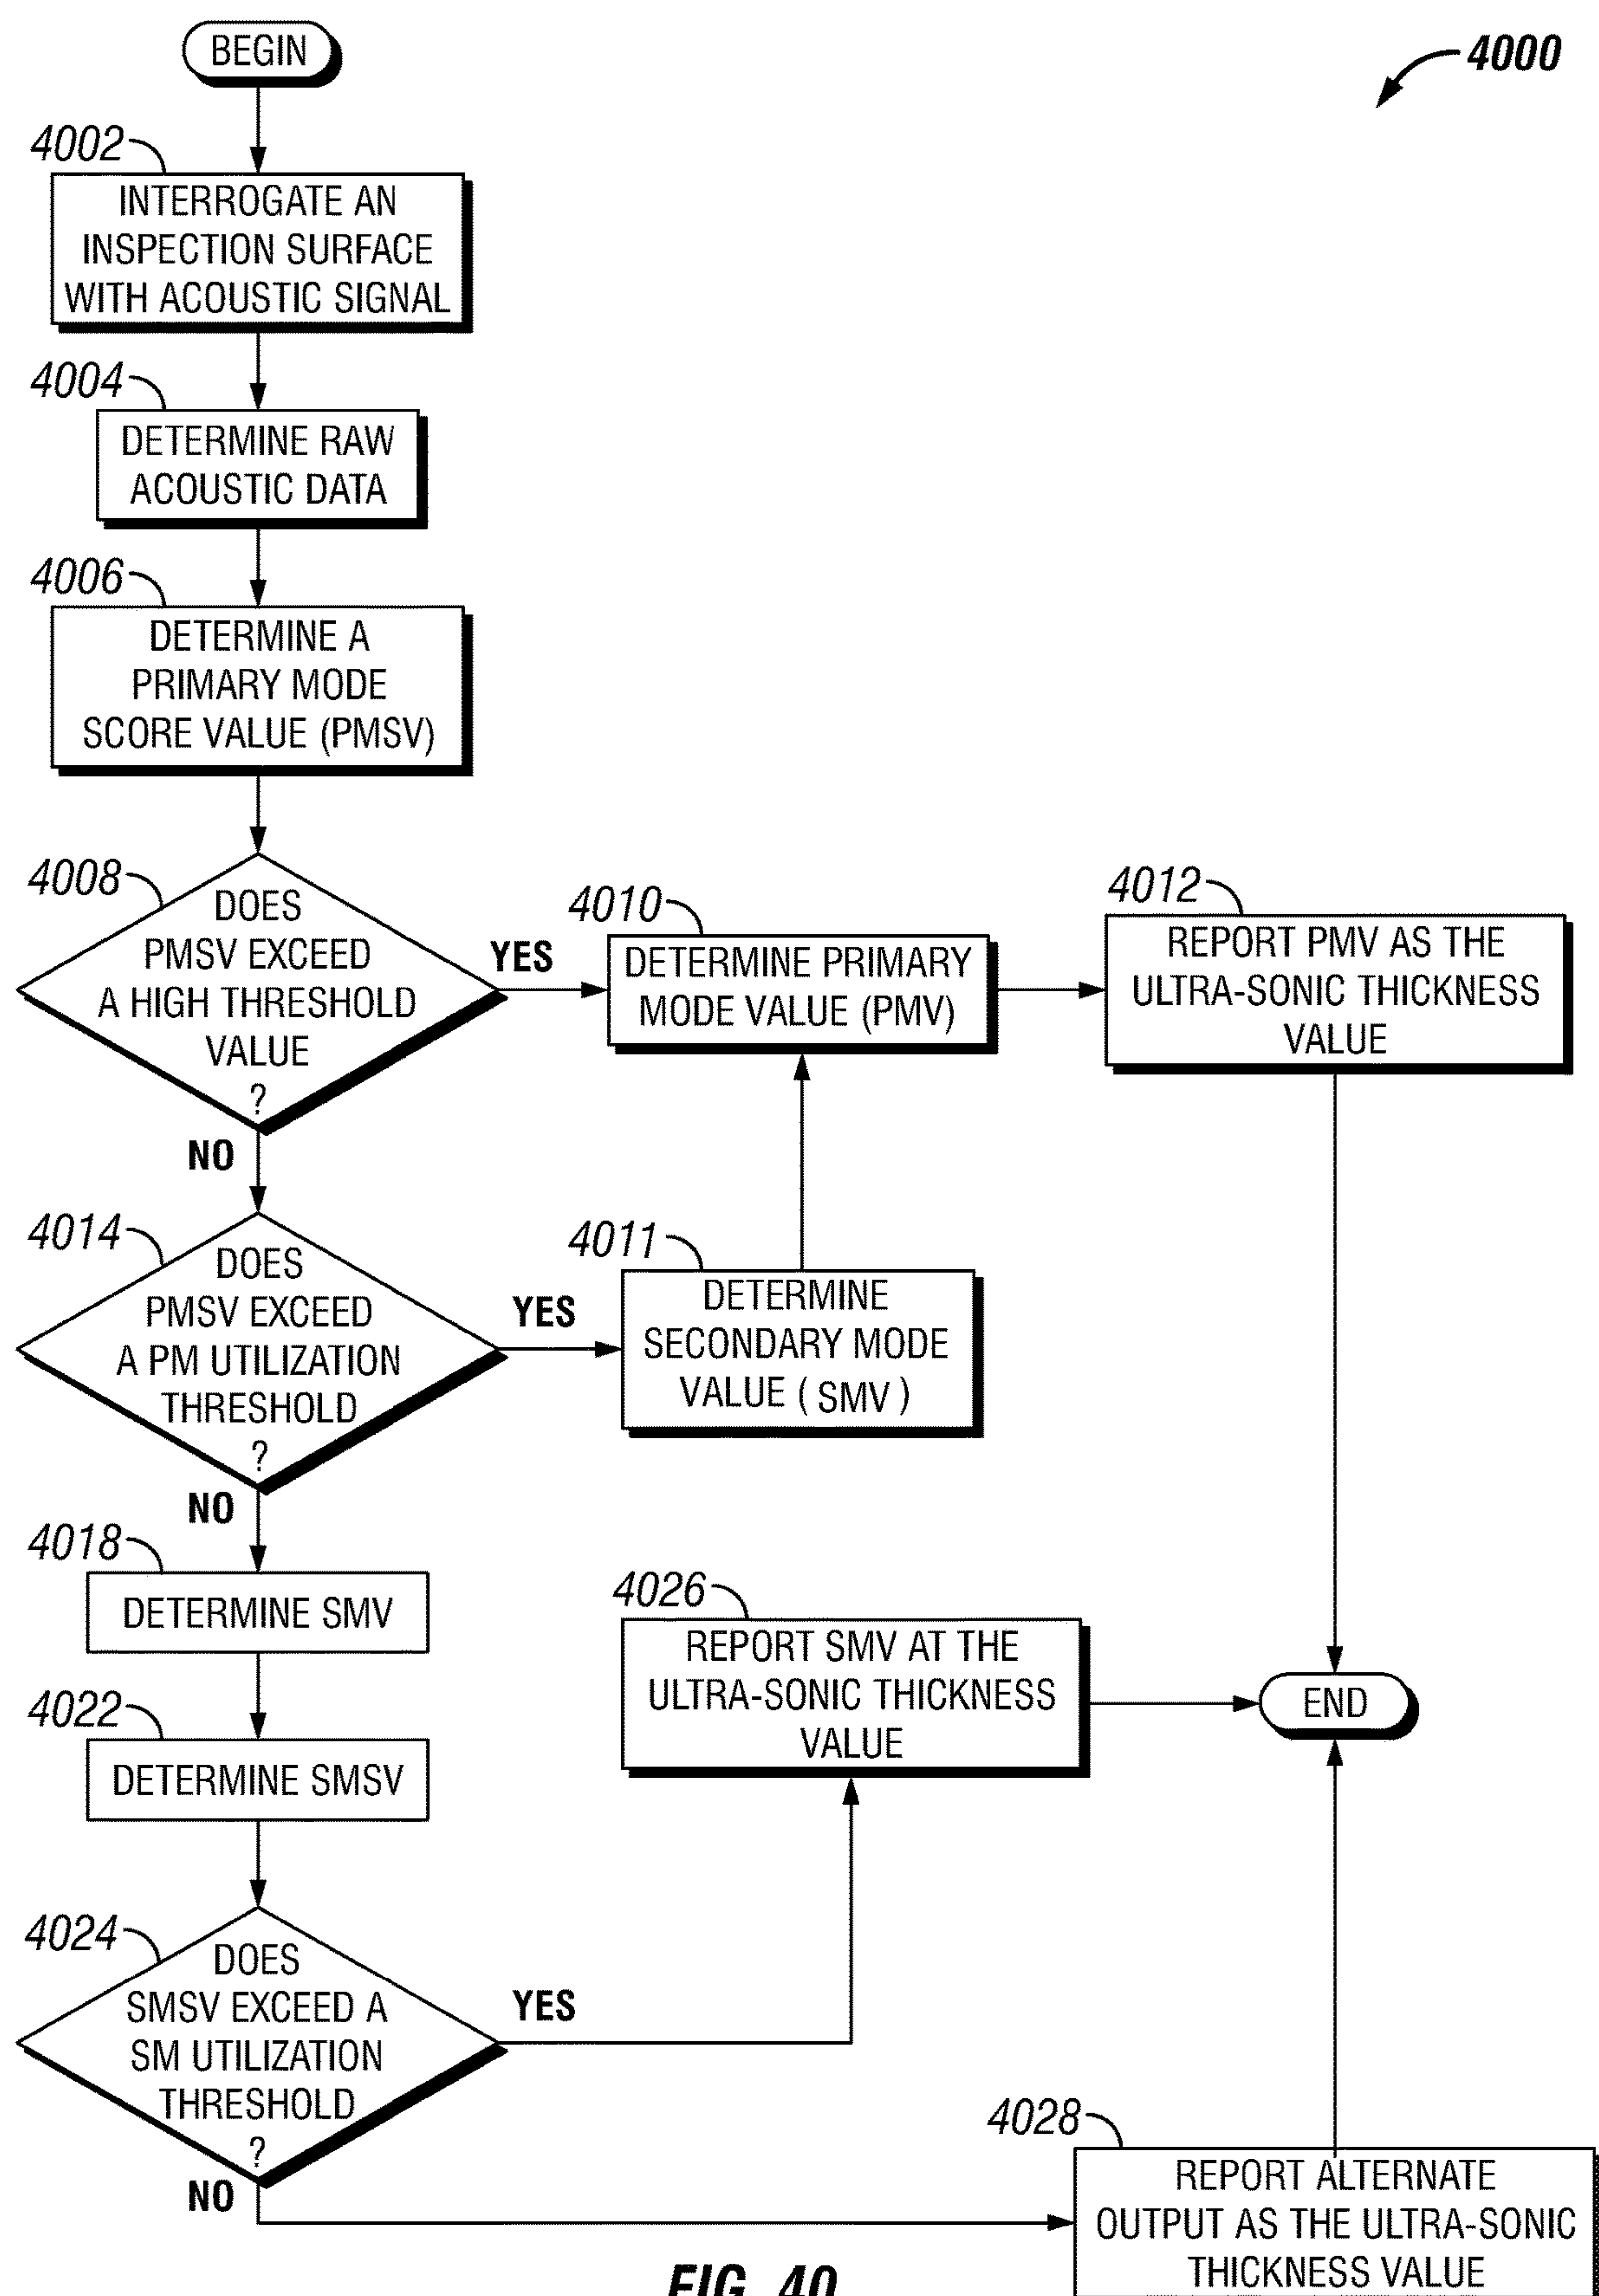 BEGIN
4000
4002
INTERROGATE AN
INSPECTION SURFACE
WITH ACOUSTIC SIGNAL
4004
DETERMINE RAW
ACOUSTIC DATA
4006
DETERMINE A
PRIMARY MODE
SCORE VALUE (PMSV)
4008
DOES
PMSV EXCEED
A HIGH THRESHOLD
VALUE
?
YES
NO
4010
DETERMINE PRIMARY
MODE VALUE (PMV)
4012
REPORT PMV AS THE
ULTRA-SONIC THICKNESS
VALUE
4014
DOES
PMSV EXCEED
A PM UTILIZATION
THRESHOLD
?
YES
NO
4011
DETERMINE
SECONDARY MODE
VALUE ( SMV )
4018
DETERMINE SMV
4022
DETERMINE SMSV
4026
REPORT SMV AT THE
ULTRA-SONIC THICKNESS
VALUE
END
4024
DOES
SMSV EXCEED A
SM UTILIZATION
THRESHOLD
?
YES
NO
4028
REPORT ALTERNATE
OUTPUT AS THE ULTRA-SONIC
THICKNESS VALUE
FIG. 40